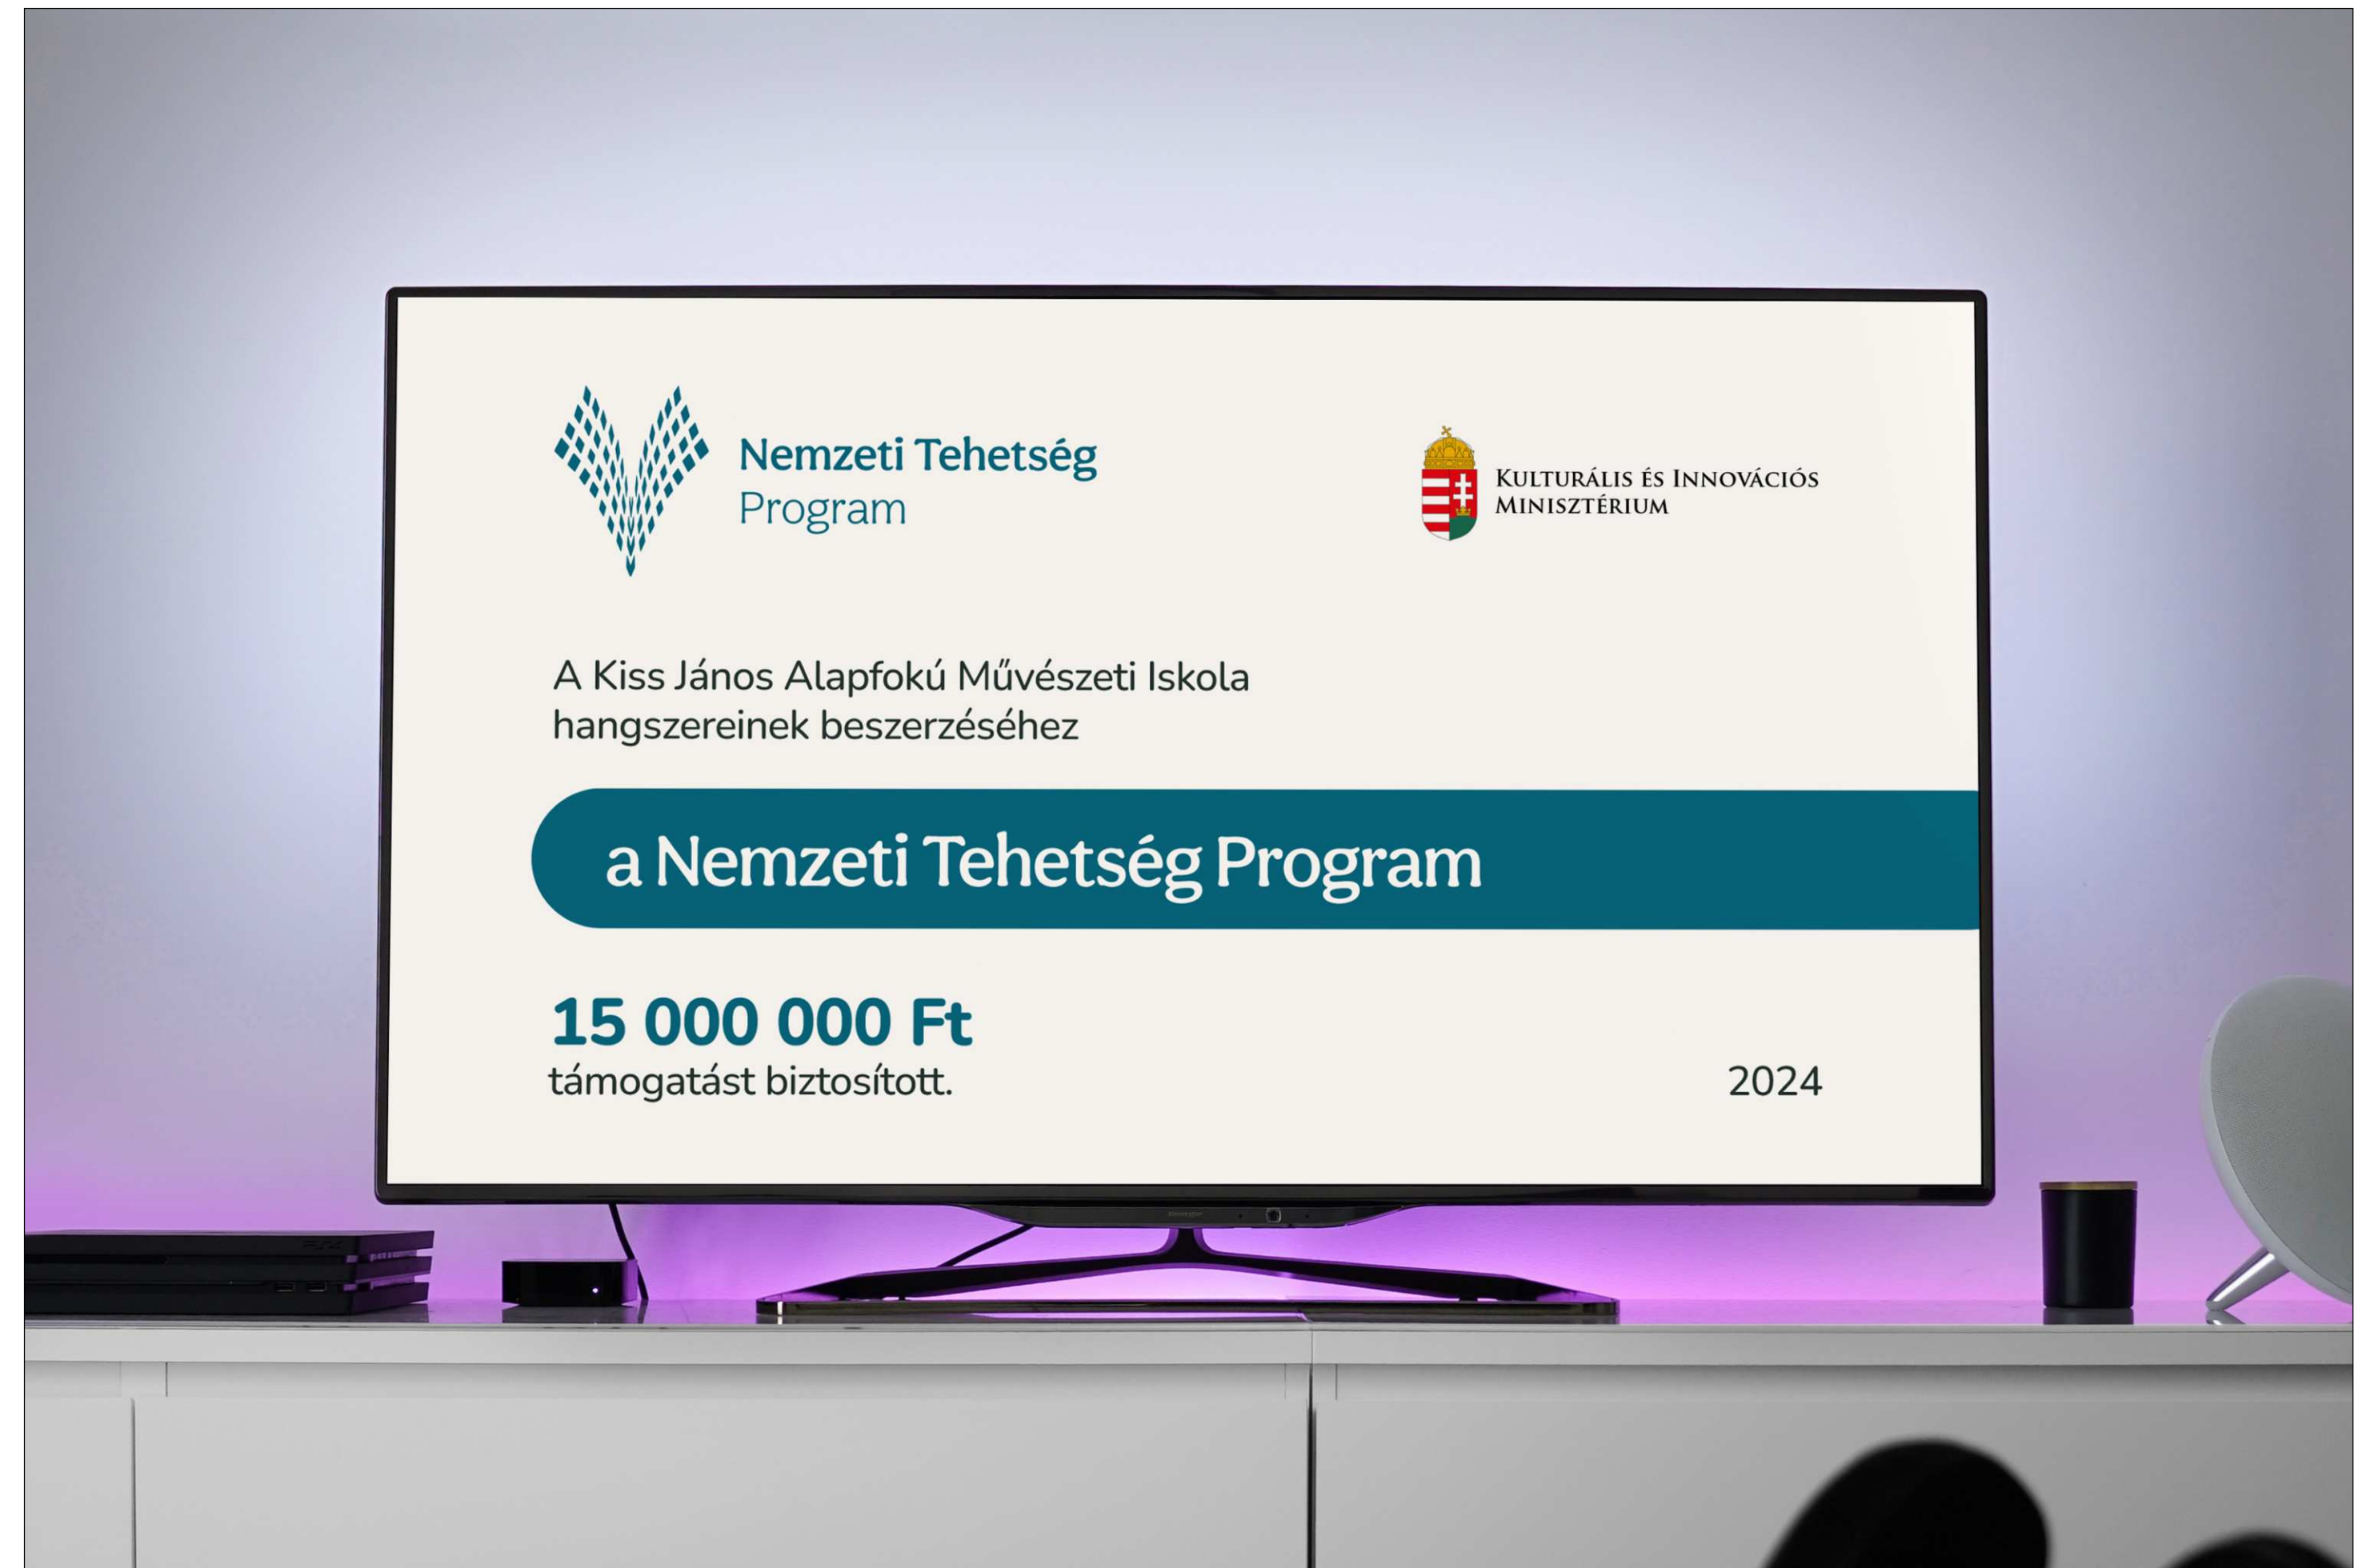 Nemzeti Tehetség
Program
KULTURÁLIS ÉS INNOVÁCIÓS
MINISZTÉRIUM
A Kiss János Alapfokú Művészeti Iskola
hangszereinek beszerzéséhez
a Nemzeti Tehetség Program
15 000 000 Ft
támogatást biztosított.
2024